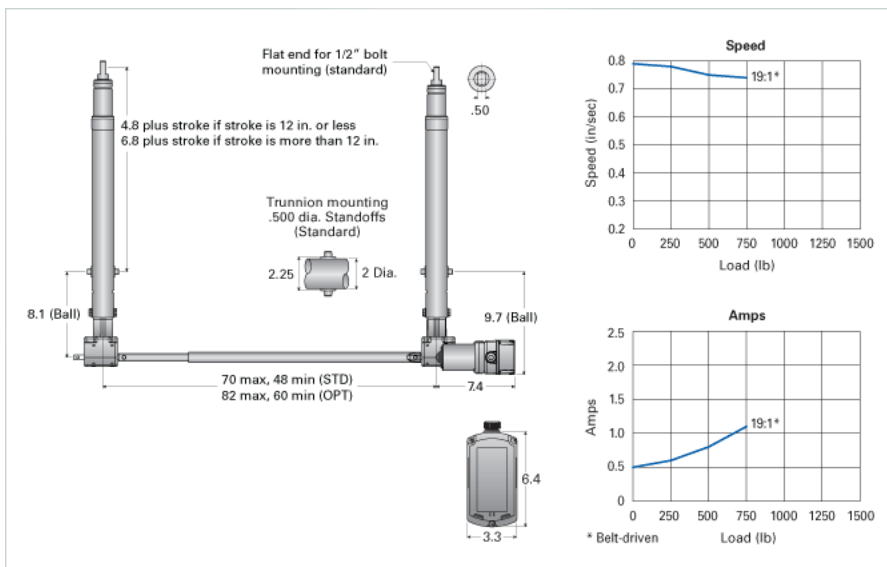 Flat end for 1/2" bolt
mounting (standard)
.50
4.8 plus stroke if stroke is 12 in. or less
6.8 plus stroke if stroke is more than 12 in.
Trunnion mounting
.500 dia. Standoffs
(Standard)
2.25
2 Dia.
8.1 (Ball)
9.7 (Ball)
70 max, 48 min (STD)
82 max, 60 min (OPT)
7.4
6.4
3.3
Speed
Speed (in/sec)
0.8
0.7
0.6
0.5
0.4
0.3
0.2
19:1*
0 250 500 750 1000 1250 1500
Load (lb)
Amps
Amps
2.5
2.0
1.5
1.0
0.5
0
19:1*
0 250 500 750 1000 1250 1500
* Belt-driven
Load (lb)